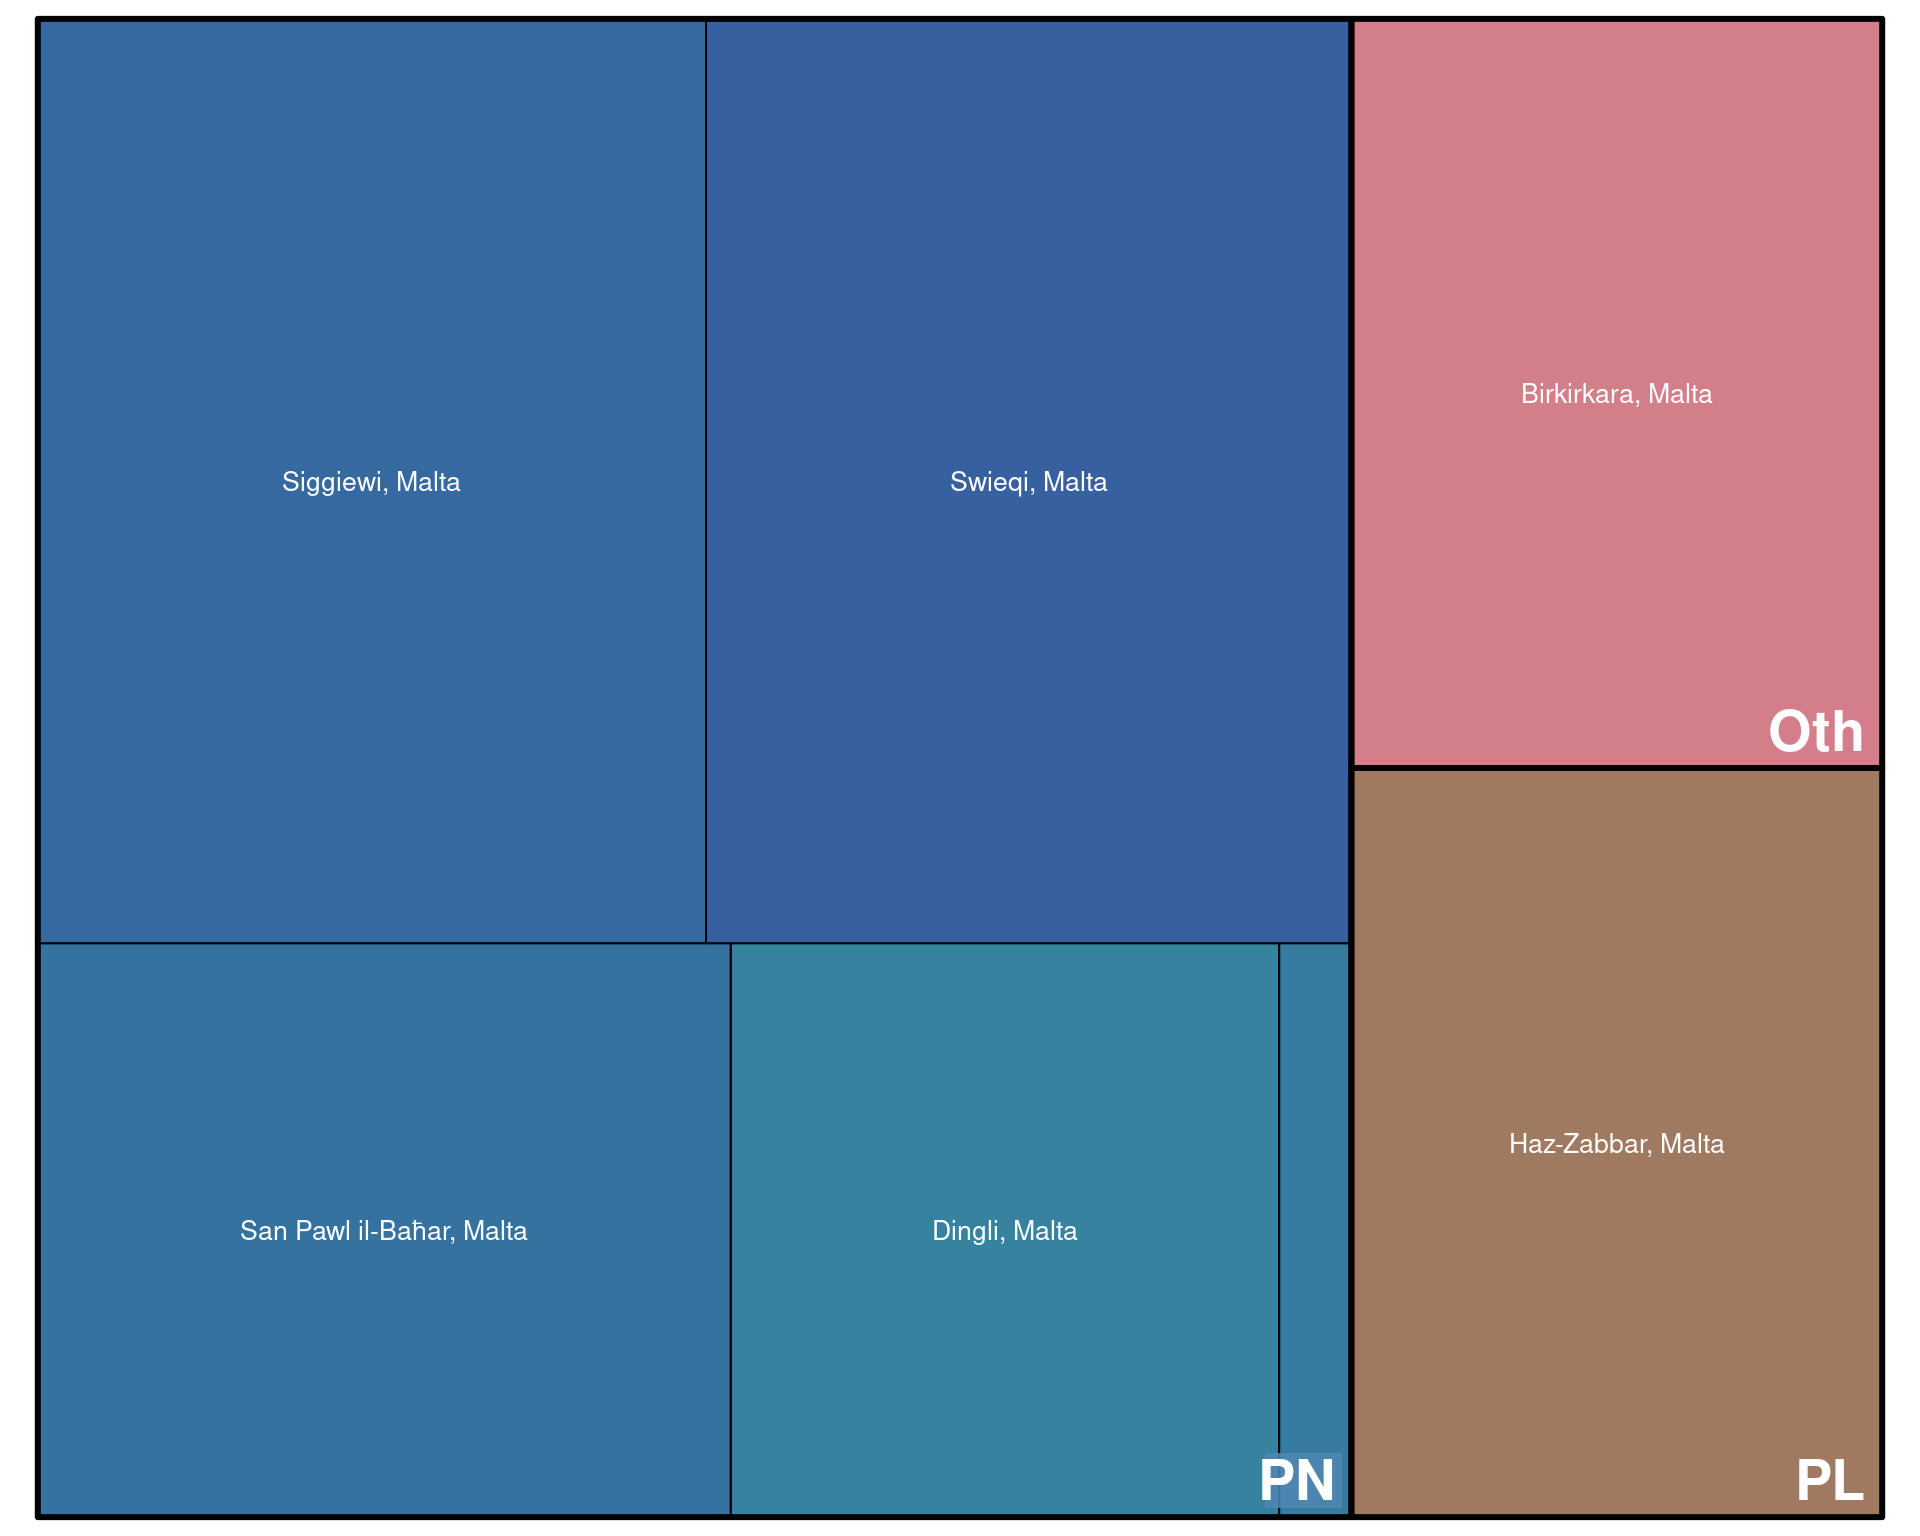 Siggiewi, Malta
Swieqi, Malta
Birkirkara, Malta
Oth
San Pawl il-Baħar, Malta
Dingli, Malta
PN
Haz-Zabbar, Malta
PL